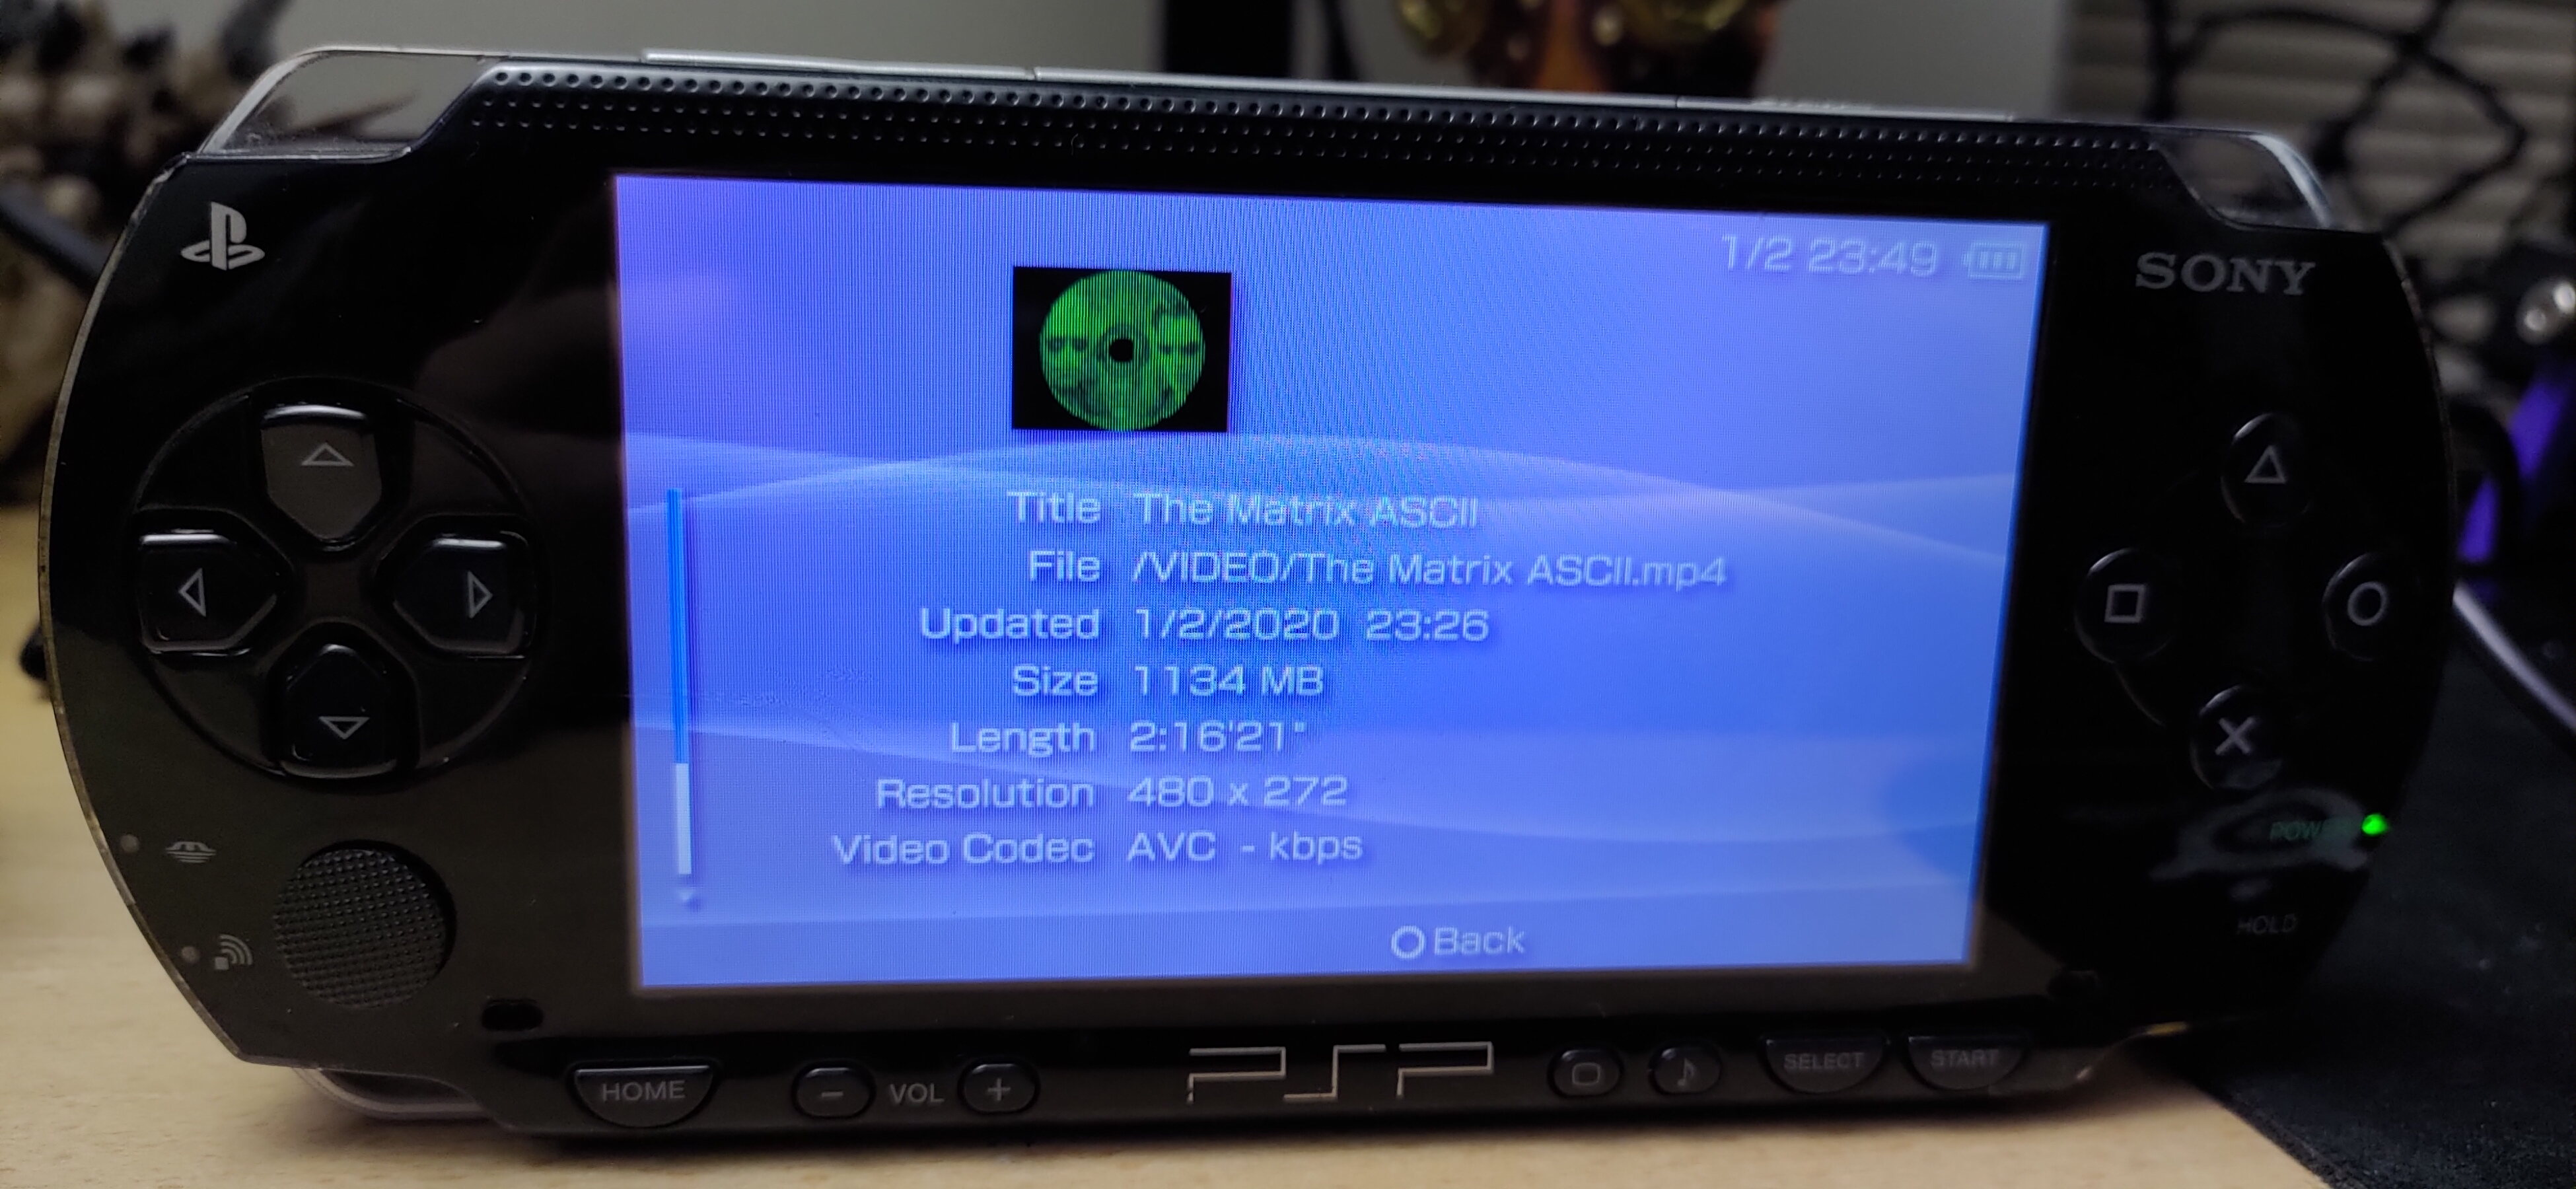 1/2 23:49
SONY
Title The Matrix ASCII
File /VIDEO/The Matrix ASCII.mp4
Updated 1/2/2020 23:26
Size 1134 MB
Length 2:16'21"
Resolution 480 x 272
Video Codec AVC - kbps
Back
POWER
HOLD
HOME
- VOL +
PSP
SELECT
START